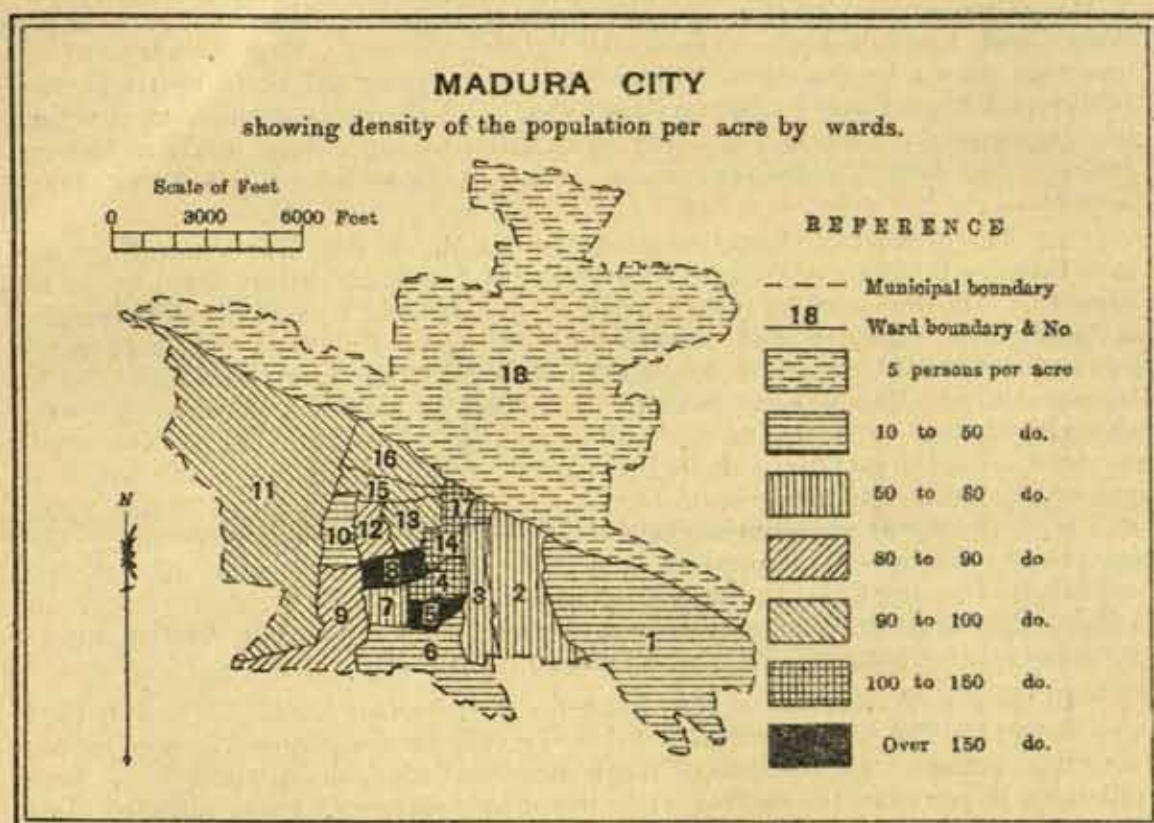 MADURA CITY
showing density of the population per acre by wards.
Scale of Feet
0 3000 6000 Feet
REFERENCE
Municipal boundary
18 Ward boundary & No
5 persons per acre
10 to 50 do.
50 to 80 do.
80 to 90 do
90 to 100 do.
100 to 150 do.
Over 150 do.
N
18
16
11
15
17
10
12
13
14
8
4
3
2
9
7
5
6
1